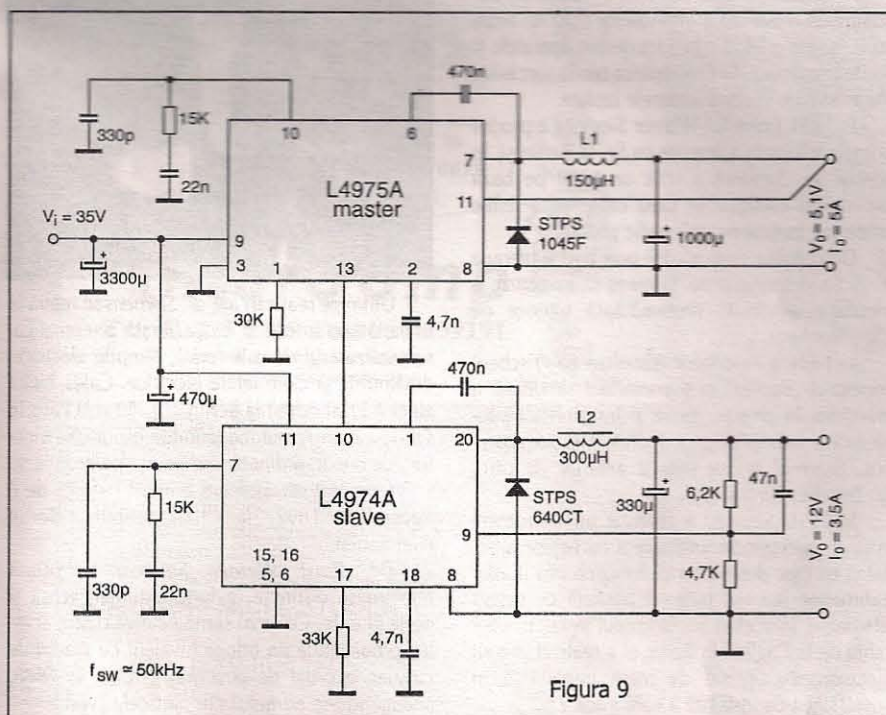 470n
330p
15K
22n
10
6
L4975A
master
7
11
L1
150µH
V₀ = 5,1V
I₀ = 5A
Vᵢ = 35V
3300µ
9
3
1
13
2
8
STPS
1045F
1000µ
30K
4,7n
470µ
470n
11
10
1
20
L2
300µH
7
L4974A
slave
9
STPS
640CT
330µ
6,2K
47n
4,7K
V₀ = 12V
I₀ = 3,5A
15K
330p
22n
15, 16
5, 6
17
18
8
33K
4,7n
fSW ≃ 50kHz
Figura 9